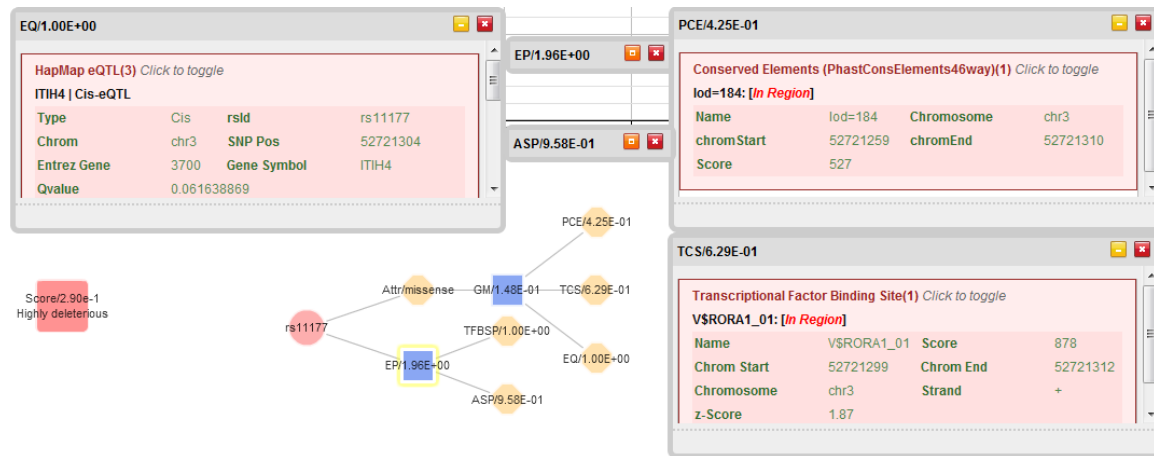 EQ/1.00E+00
HapMap eQTL(3) Click to toggle
ITIH4 | Cis-eQTL
Type Cis rsId rs11177
Chrom chr3 SNP Pos 52721304
Entrez Gene 3700 Gene Symbol ITIH4
Qvalue 0.061638869
EP/1.96E+00
ASP/9.58E-01
PCE/4.25E-01
Conserved Elements (PhastConsElements46way)(1) Click to toggle
lod=184: [In Region]
Name lod=184 Chromosome chr3
chromStart 52721259 chromEnd 52721310
Score 527
TCS/6.29E-01
Transcriptional Factor Binding Site(1) Click to toggle
V$RORA1_01: [In Region]
Name V$RORA1_01 Score 878
Chrom Start 52721299 Chrom End 52721312
Chromosome chr3 Strand +
z-Score 1.87
Score/2.90e-1
Highly deleterious
rs11177
Attr/missense
GM/1.48E-01
PCE/4.25E-01
TCS/6.29E-01
EQ/1.00E+00
EP/1.96E+00
TFBSP/1.00E+00
ASP/9.58E-01